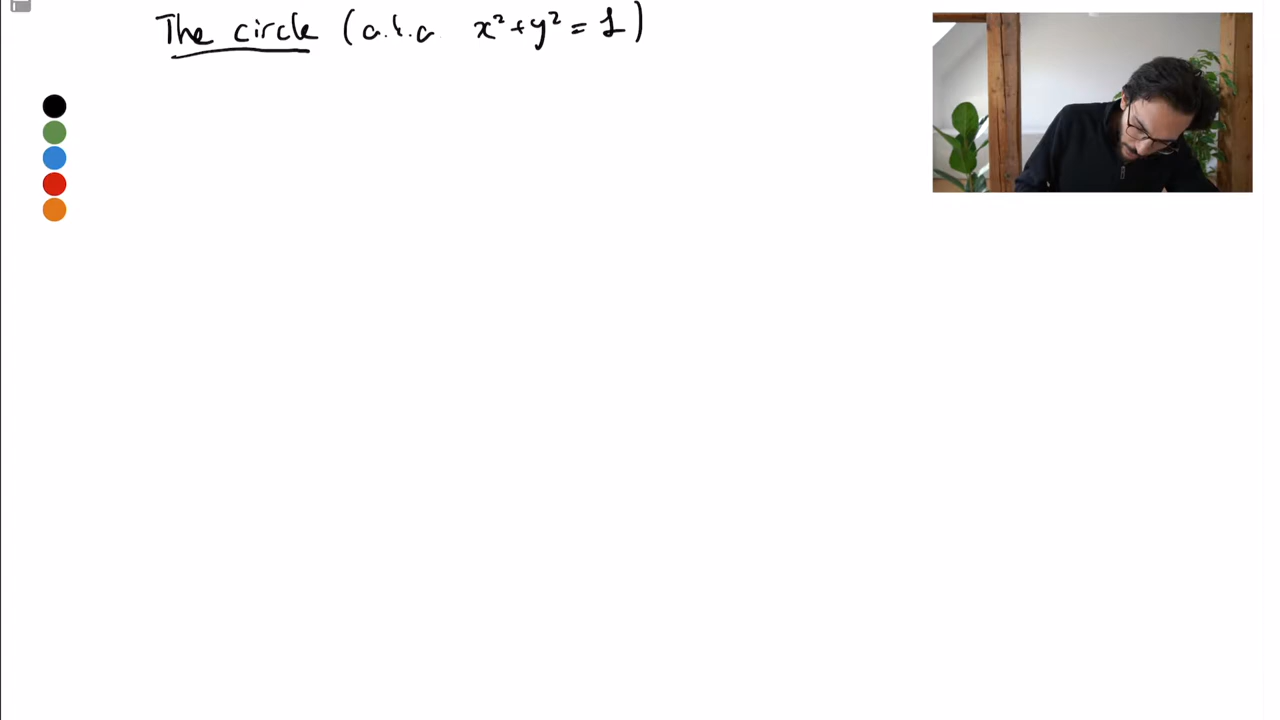 The circle (a.k.a x²+y² = 1)